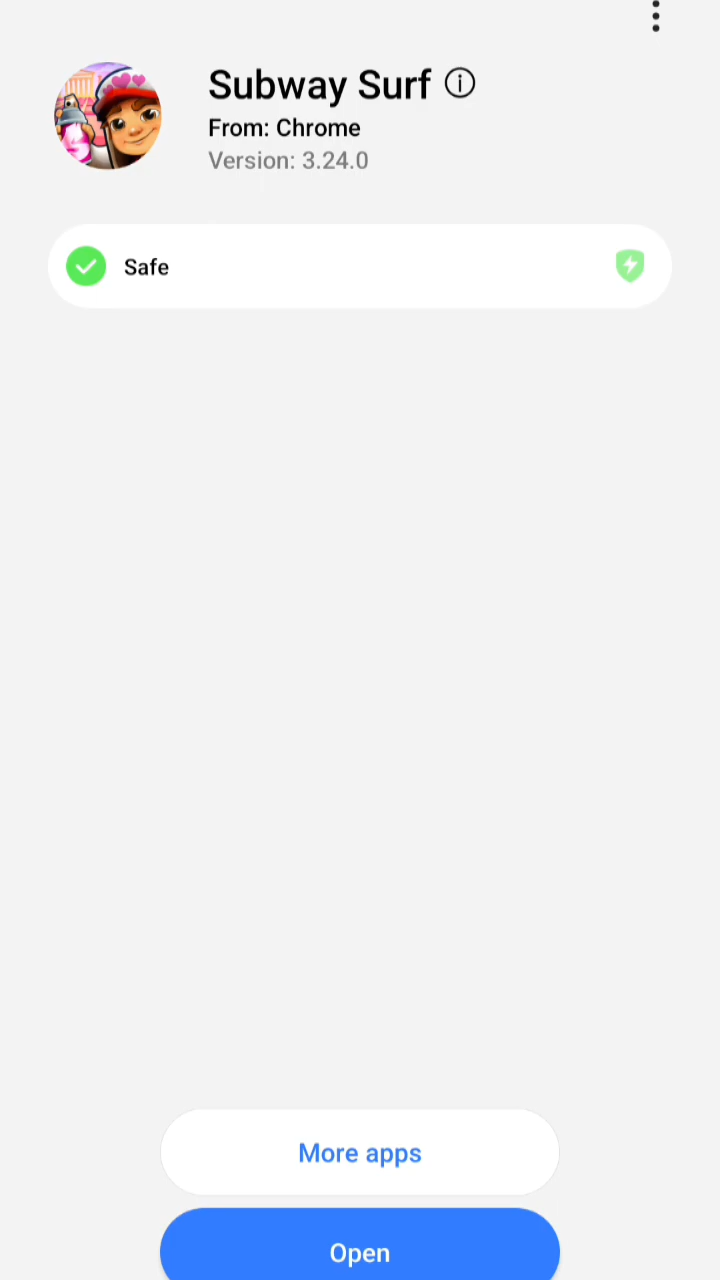 Subway Surf
From: Chrome
Version: 3.24.0
Safe
More apps
Open